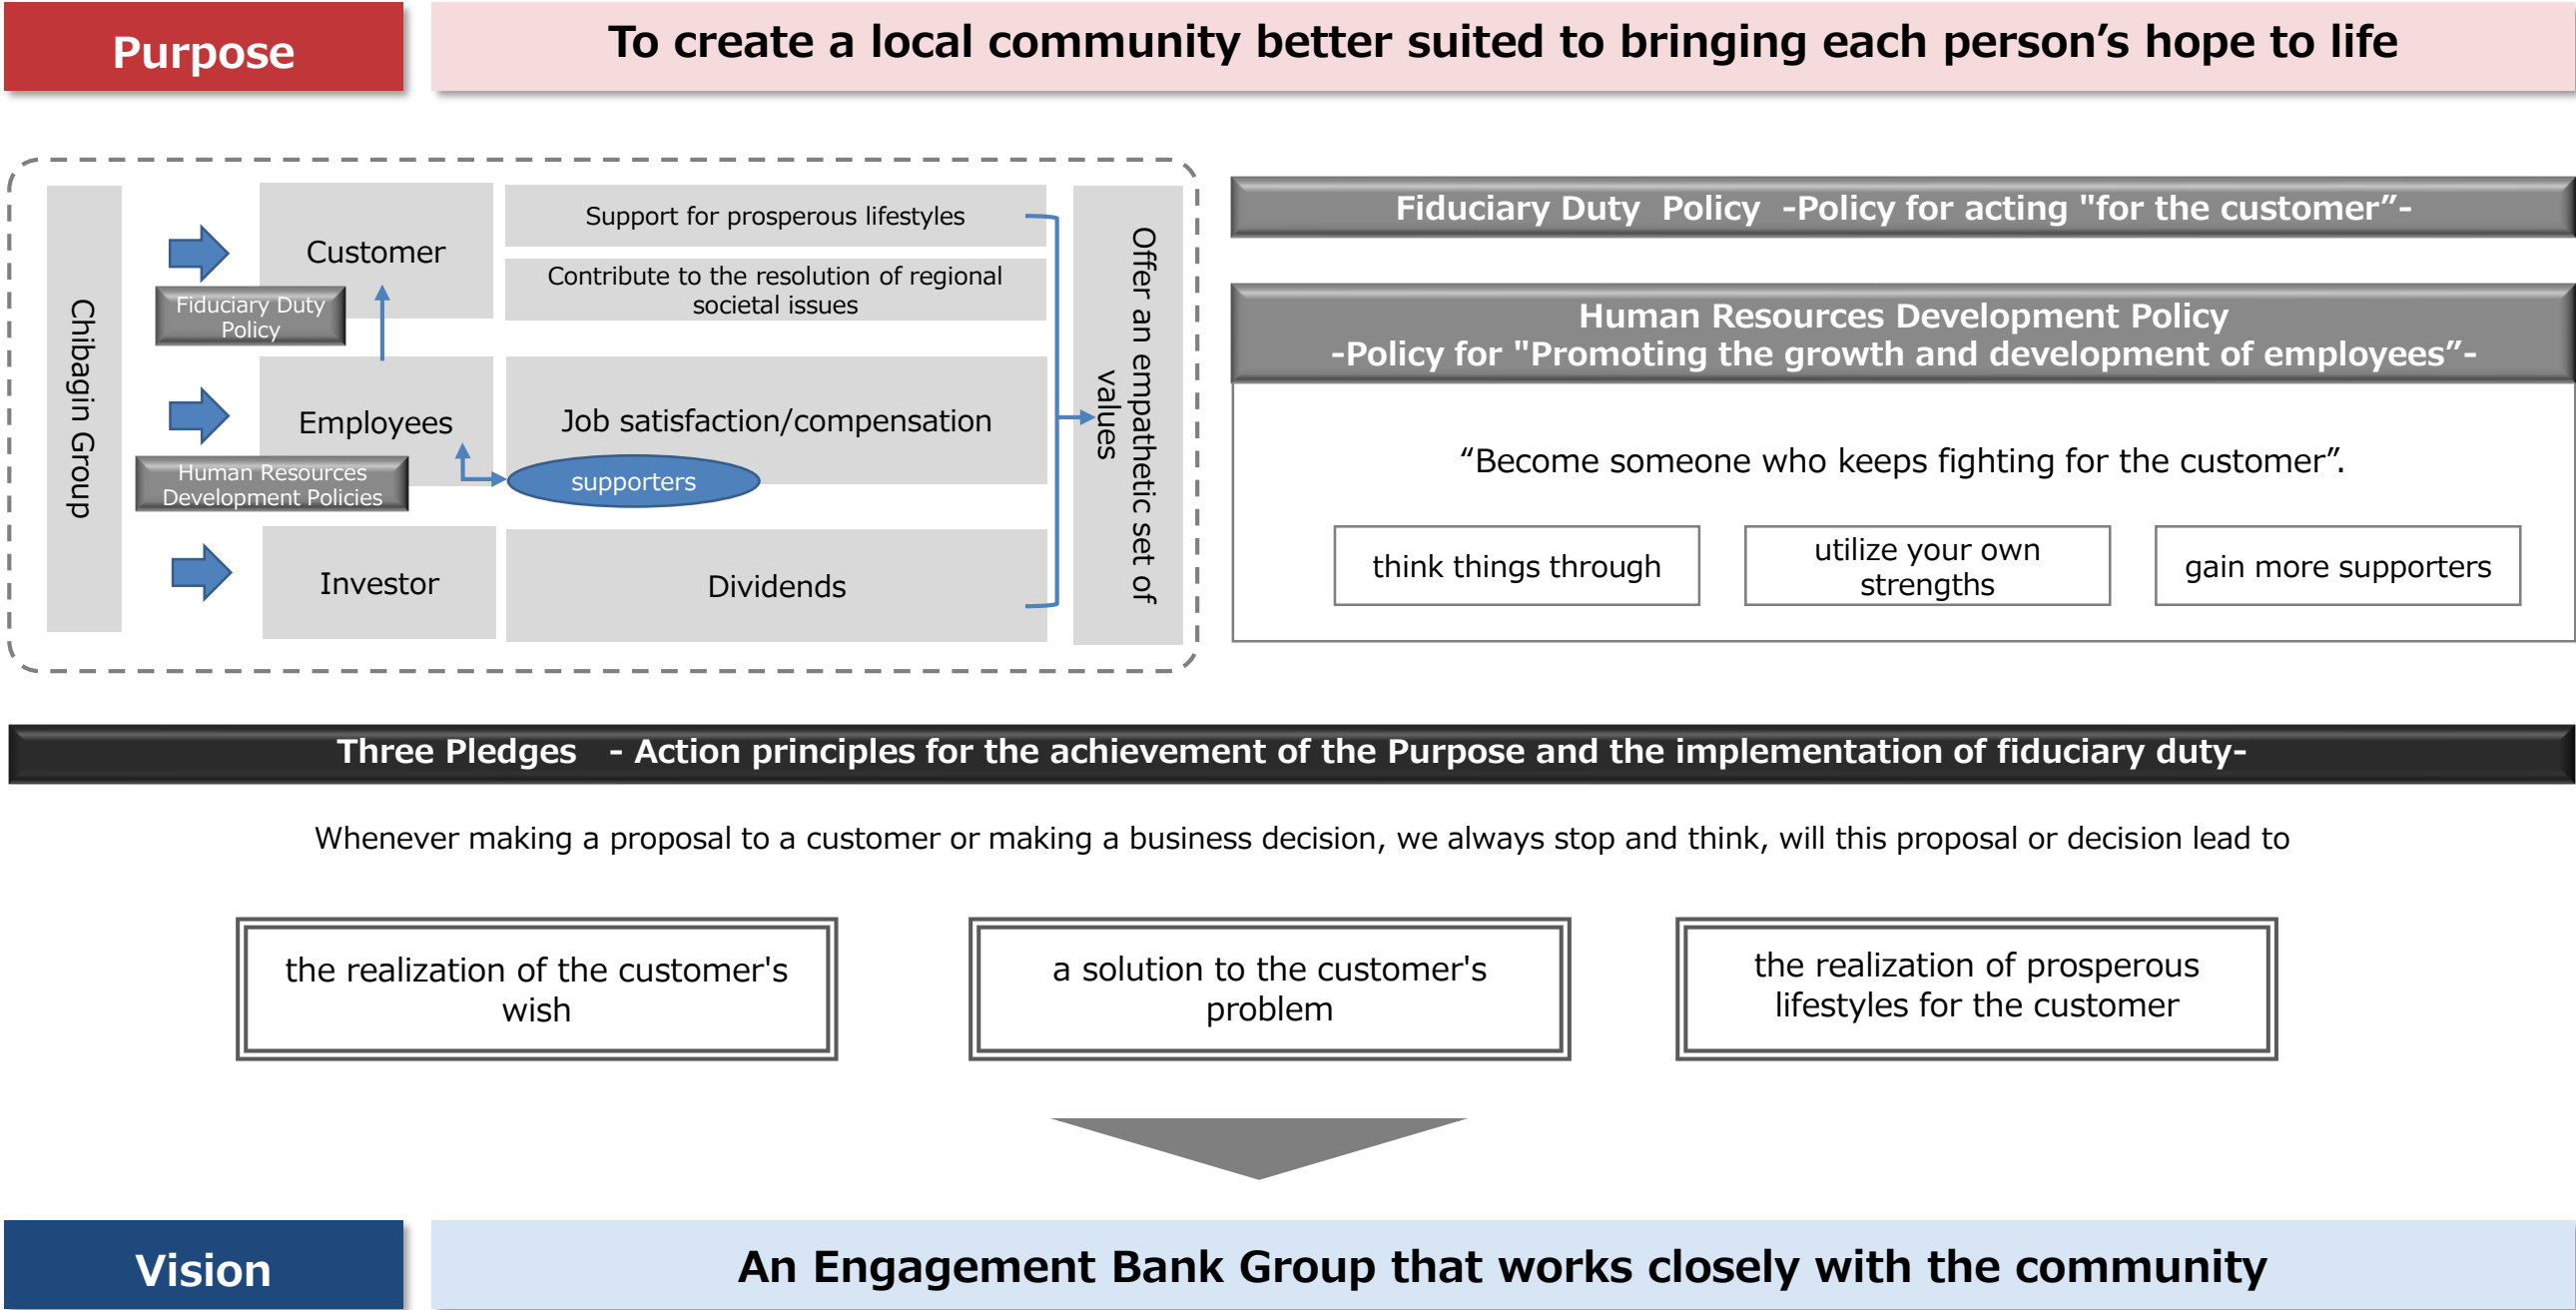 Purpose
To create a local community better suited to bringing each person’s hope to life
Chibagin Group
Customer
Support for prosperous lifestyles
Contribute to the resolution of regional
societal issues
Fiduciary Duty
Policy
Employees
Job satisfaction/compensation
Human Resources
Development Policies
supporters
Investor
Dividends
Offer an empathetic set of
values
Fiduciary Duty  Policy  -Policy for acting "for the customer”-
Human Resources Development Policy
-Policy for "Promoting the growth and development of employees”-
“Become someone who keeps fighting for the customer”.
think things through
utilize your own
strengths
gain more supporters
Three Pledges   - Action principles for the achievement of the Purpose and the implementation of fiduciary duty-
Whenever making a proposal to a customer or making a business decision, we always stop and think, will this proposal or decision lead to
the realization of the customer's
wish
a solution to the customer's
problem
the realization of prosperous
lifestyles for the customer
Vision
An Engagement Bank Group that works closely with the community